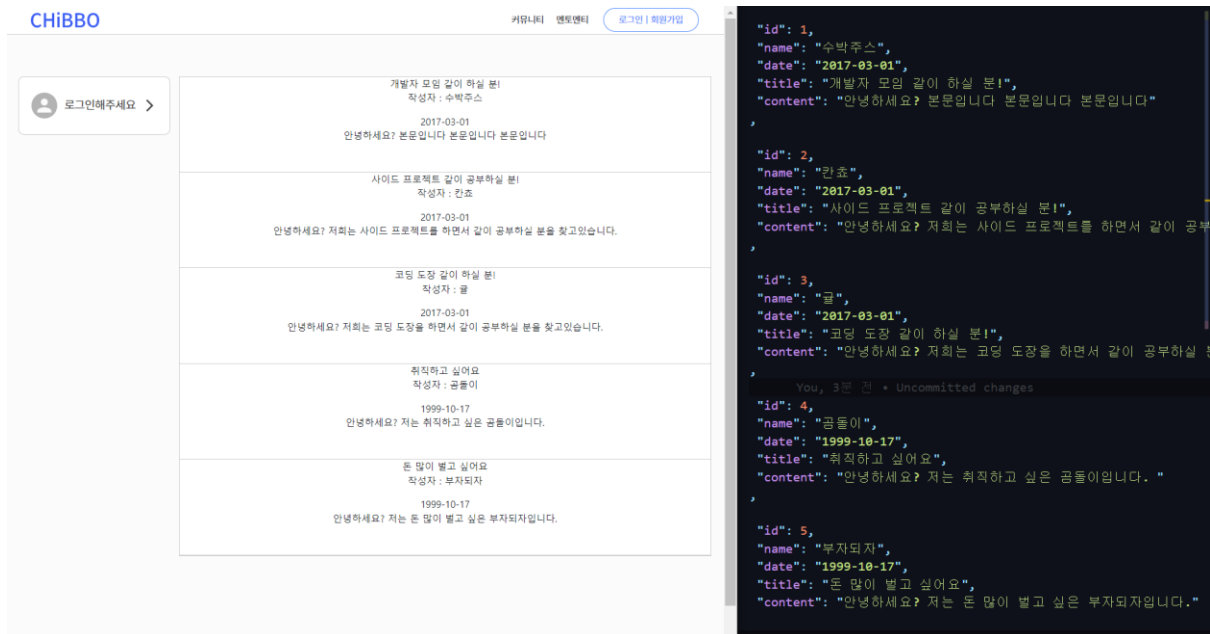 CHiBBO
커뮤니티 멘토멘티 로그인 | 회원가입
로그인해주세요
개발자 모임 같이 하실 분!
작성자 : 수박주스
2017-03-01
안녕하세요? 본문입니다 본문입니다 본문입니다
사이드 프로젝트 같이 공부하실 분!
작성자 : 칸쵸
2017-03-01
안녕하세요? 저희는 사이드 프로젝트를 하면서 같이 공부하실 분을 찾고있습니다.
코딩 도장 같이 하실 분!
작성자 : 귤
2017-03-01
안녕하세요? 저희는 코딩 도장을 하면서 같이 공부하실 분을 찾고있습니다.
취직하고 싶어요
작성자 : 곰돌이
1999-10-17
안녕하세요? 저는 취직하고 싶은 곰돌이입니다.
돈 많이 벌고 싶어요
작성자 : 부자되자
1999-10-17
안녕하세요? 저는 돈 많이 벌고 싶은 부자되자입니다.
"id": 1,
"name": "수박주스",
"date": "2017-03-01",
"title": "개발자 모임 같이 하실 분!",
"content": "안녕하세요? 본문입니다 본문입니다 본문입니다"
,
"id": 2,
"name": "칸쵸",
"date": "2017-03-01",
"title": "사이드 프로젝트 같이 공부하실 분!",
"content": "안녕하세요? 저희는 사이드 프로젝트를 하면서 같이 공부
,
"id": 3,
"name": "귤",
"date": "2017-03-01",
"title": "코딩 도장 같이 하실 분!",
"content": "안녕하세요? 저희는 코딩 도장을 하면서 같이 공부하실
,
You, 3분 전 • Uncommitted changes
"id": 4,
"name": "곰돌이",
"date": "1999-10-17",
"title": "취직하고 싶어요",
"content": "안녕하세요? 저는 취직하고 싶은 곰돌이입니다. "
,
"id": 5,
"name": "부자되자",
"date": "1999-10-17",
"title": "돈 많이 벌고 싶어요",
"content": "안녕하세요? 저는 돈 많이 벌고 싶은 부자되자입니다."